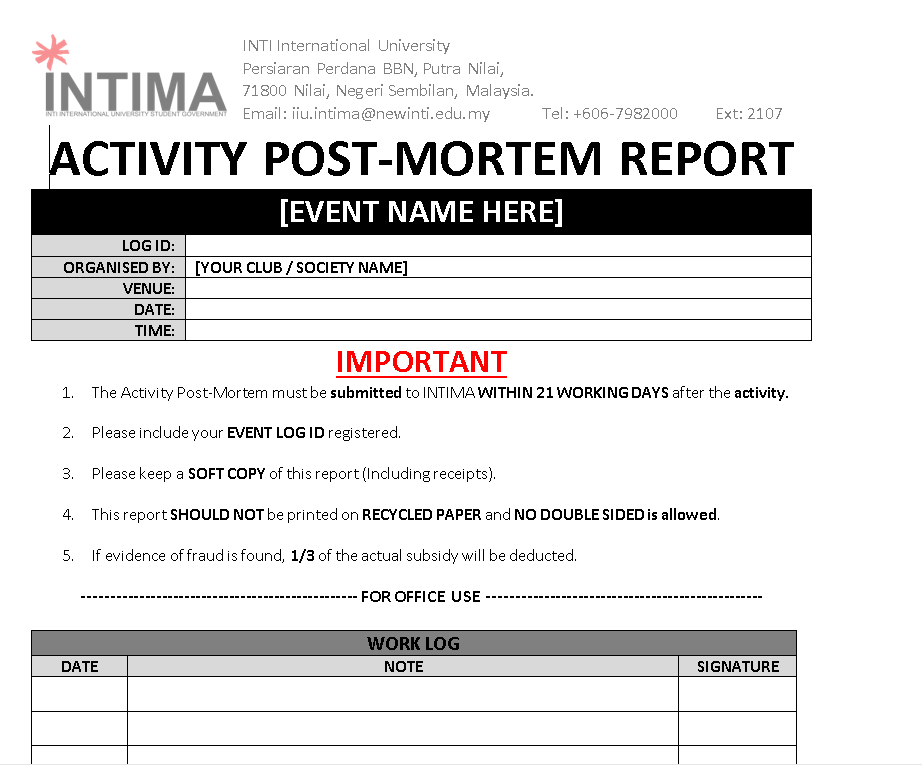 INTIMA
INTI INTERNATIONAL UNIVERSITY STUDENT GOVERNMENT
INTI International University
Persiaran Perdana BBN, Putra Nilai,
71800 Nilai, Negeri Sembilan, Malaysia.
Email: iiu.intima@newinti.edu.my Tel: +606-7982000 Ext: 2107
ACTIVITY POST-MORTEM REPORT
[EVENT NAME HERE]
LOG ID:
ORGANISED BY: [YOUR CLUB / SOCIETY NAME]
VENUE:
DATE:
TIME:
IMPORTANT
1. The Activity Post-Mortem must be submitted to INTIMA WITHIN 21 WORKING DAYS after the activity.
2. Please include your EVENT LOG ID registered.
3. Please keep a SOFT COPY of this report (Including receipts).
4. This report SHOULD NOT be printed on RECYCLED PAPER and NO DOUBLE SIDED is allowed.
5. If evidence of fraud is found, 1/3 of the actual subsidy will be deducted.
----------------------------------------------- FOR OFFICE USE -----------------------------------------------
WORK LOG
DATE NOTE SIGNATURE